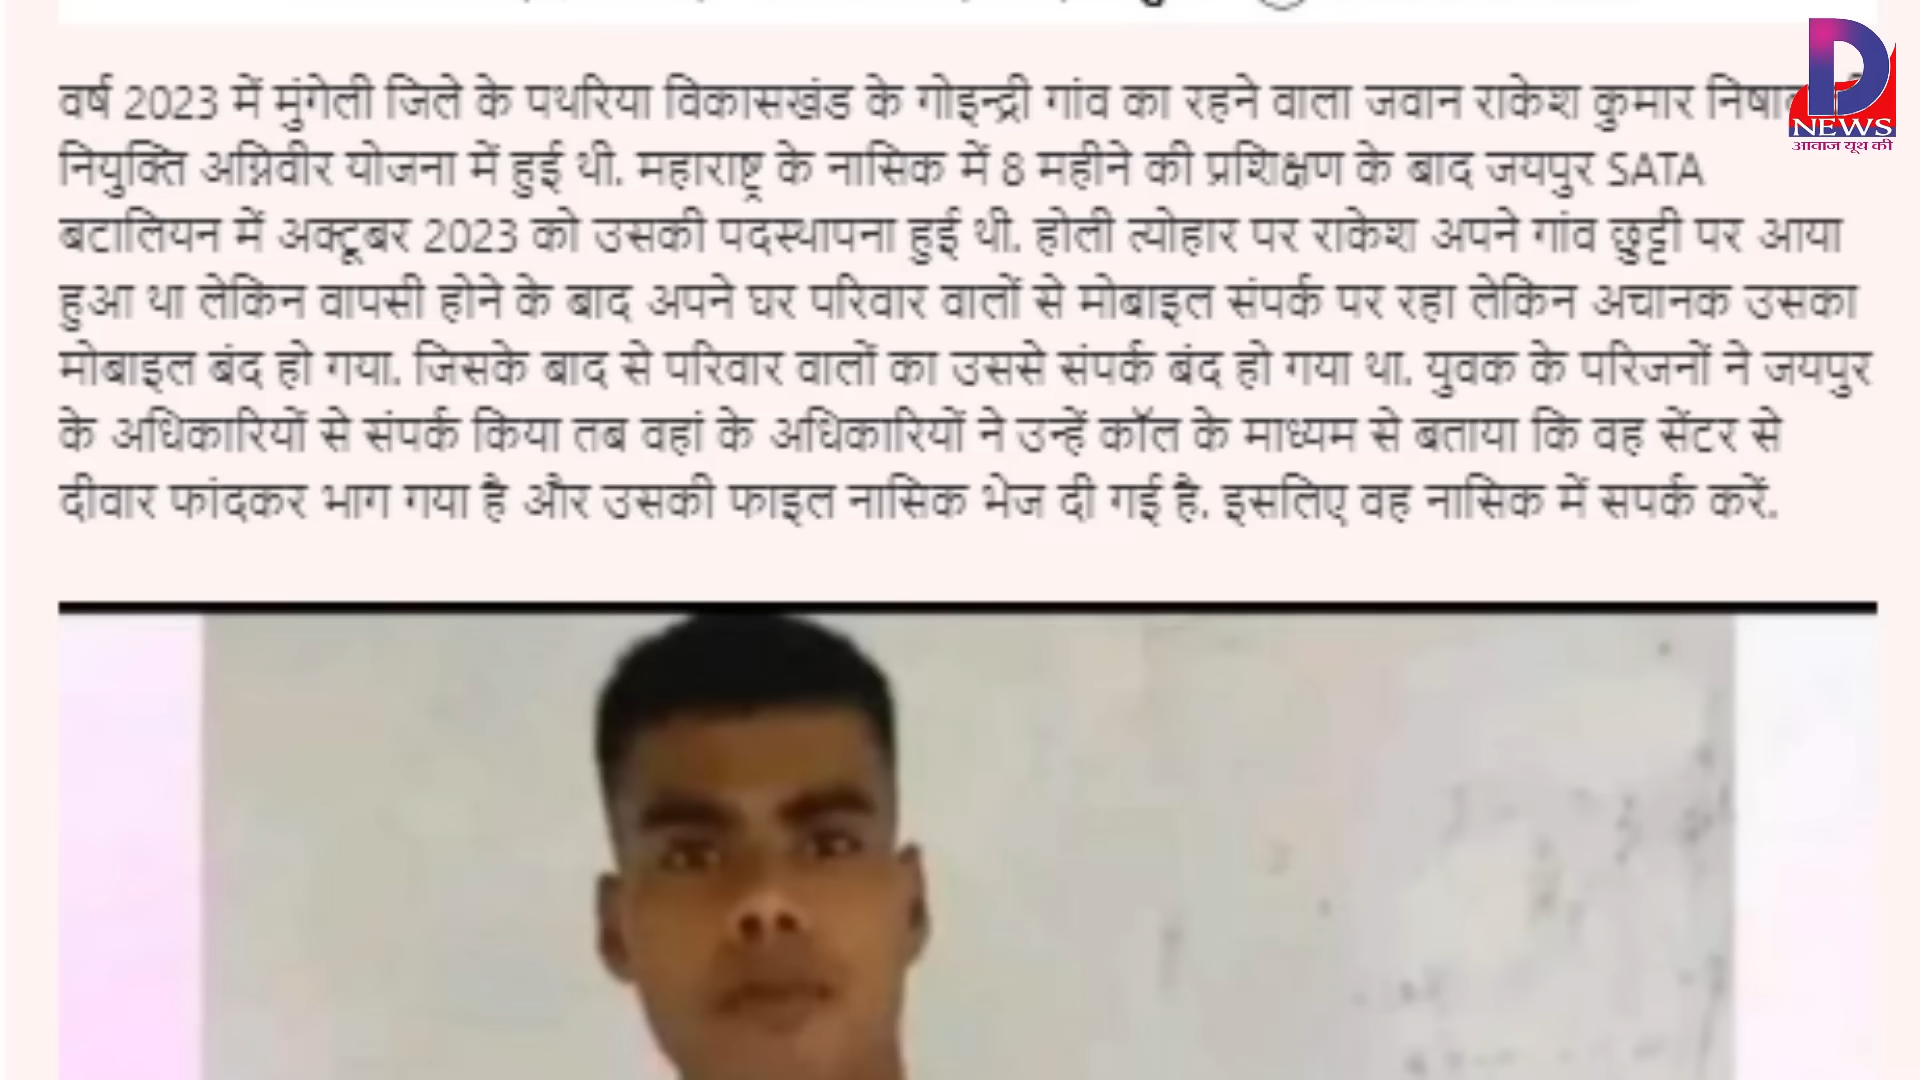 वर्ष 2023 में मुंगेली जिले के पथरिया विकासखंड के गोइन्द्री गांव का रहने वाला जवान राकेश कुमार
नियुक्ति अग्निवीर योजना में हुई थी. महाराष्ट्र के नासिक में 8 महीने की प्रशिक्षण के बाद जयपुर SATA
बटालियन में अक्टूबर 2023 को उसकी पदस्थापना हुई थी. होली त्योहार पर राकेश अपने गांव छुट्टी पर आया
हुआ था लेकिन वापसी होने के बाद अपने घर परिवार वालों से मोबाइल संपर्क पर रहा लेकिन अचानक उसका
मोबाइल बंद हो गया. जिसके बाद से परिवार वालों का उससे संपर्क बंद हो गया था. युवक के परिजनों ने जयपुर
के अधिकारियों से संपर्क किया तब वहां के अधिकारियों ने उन्हें कॉल के माध्यम से बताया कि वह सेंटर से
दीवार फांदकर भाग गया है और उसकी फाइल नासिक भेज दी गई है. इसलिए वह नासिक में सपर्क करें.
D
NEWS
आवाज यूथ की